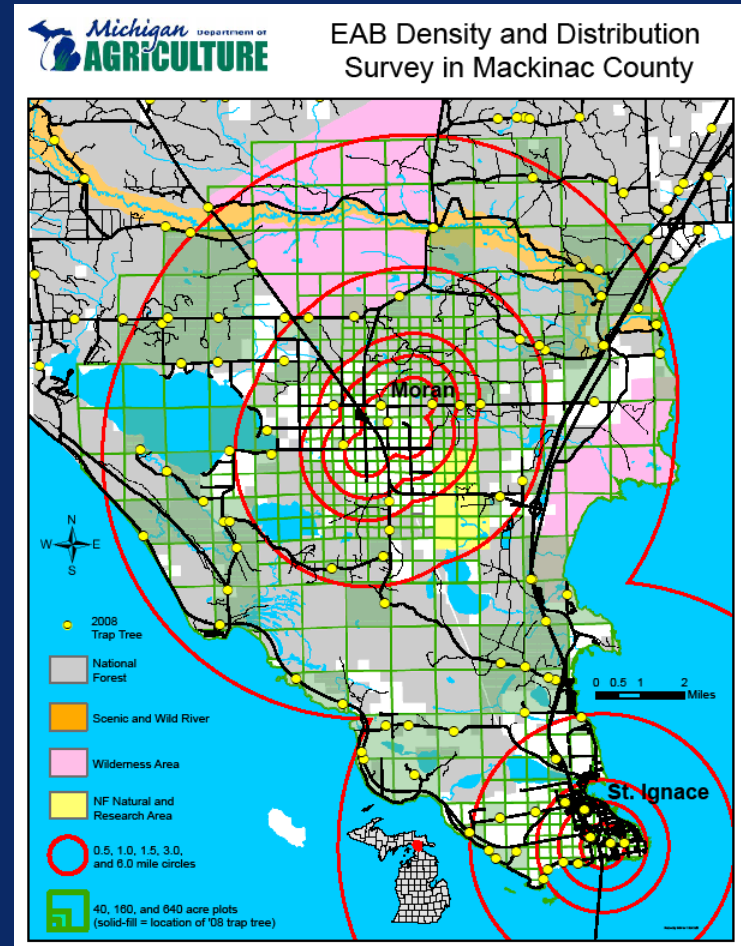 Michigan Department of
AGRICULTURE
EAB Density and Distribution
Survey in Mackinac County
Moran
N
W E
S
2008
Trap Tree
National
Forest
Scenic and Wild River
Wilderness Area
NF Natural and
Research Area
0.5, 1.0, 1.5, 3.0,
and 6.0 mile circles
40, 160, and 640 acre plots
(solid-fill = location of '08 trap tree)
0 0.5 1 2
Miles
St. Ignace